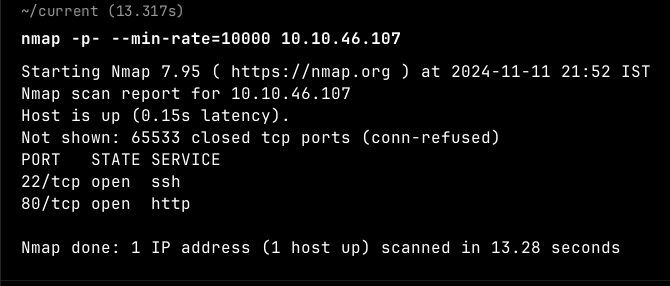 ~/current (13.317s)
nmap -p- --min-rate=10000 10.10.46.107
Starting Nmap 7.95 ( https://nmap.org ) at 2024-11-11 21:52 IST
Nmap scan report for 10.10.46.107
Host is up (0.15s latency).
Not shown: 65533 closed tcp ports (conn-refused)
PORT   STATE SERVICE
22/tcp open  ssh
80/tcp open  http
Nmap done: 1 IP address (1 host up) scanned in 13.28 seconds